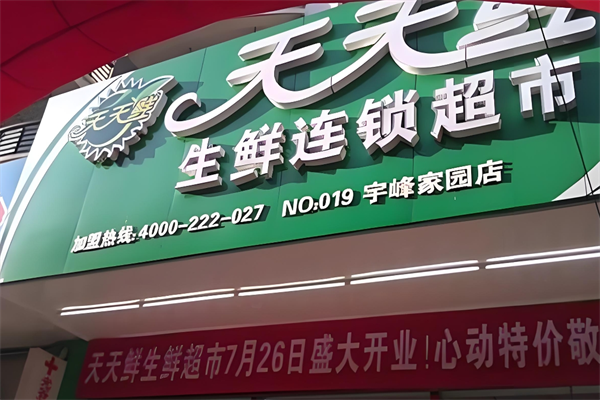 天天鲜
天天鲜
生鲜连锁超市
加盟热线:4000-222-027 NO:019 宇峰家园店
天天鲜生鲜超市7月26日盛大开业!心动特价敬